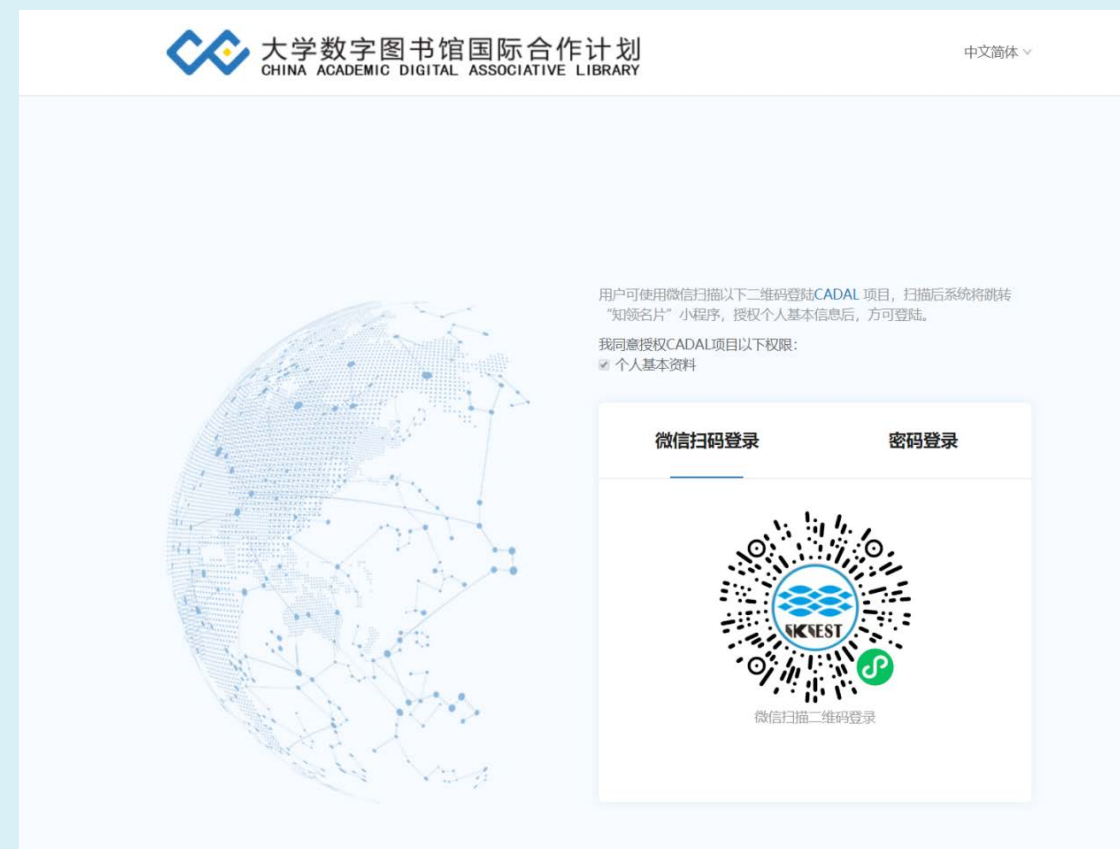 大学数字图书馆国际合作计划
CHINA ACADEMIC DIGITAL ASSOCIATIVE LIBRARY
中文简体
用户可使用微信扫描以下二维码登陆CADAL 项目，扫描后系统将跳转
“知领名片”小程序，授权个人基本信息后，方可登陆。
我同意授权CADAL项目以下权限：
个人基本资料
微信扫码登录
密码登录
IKCEST
微信扫描二维码登录